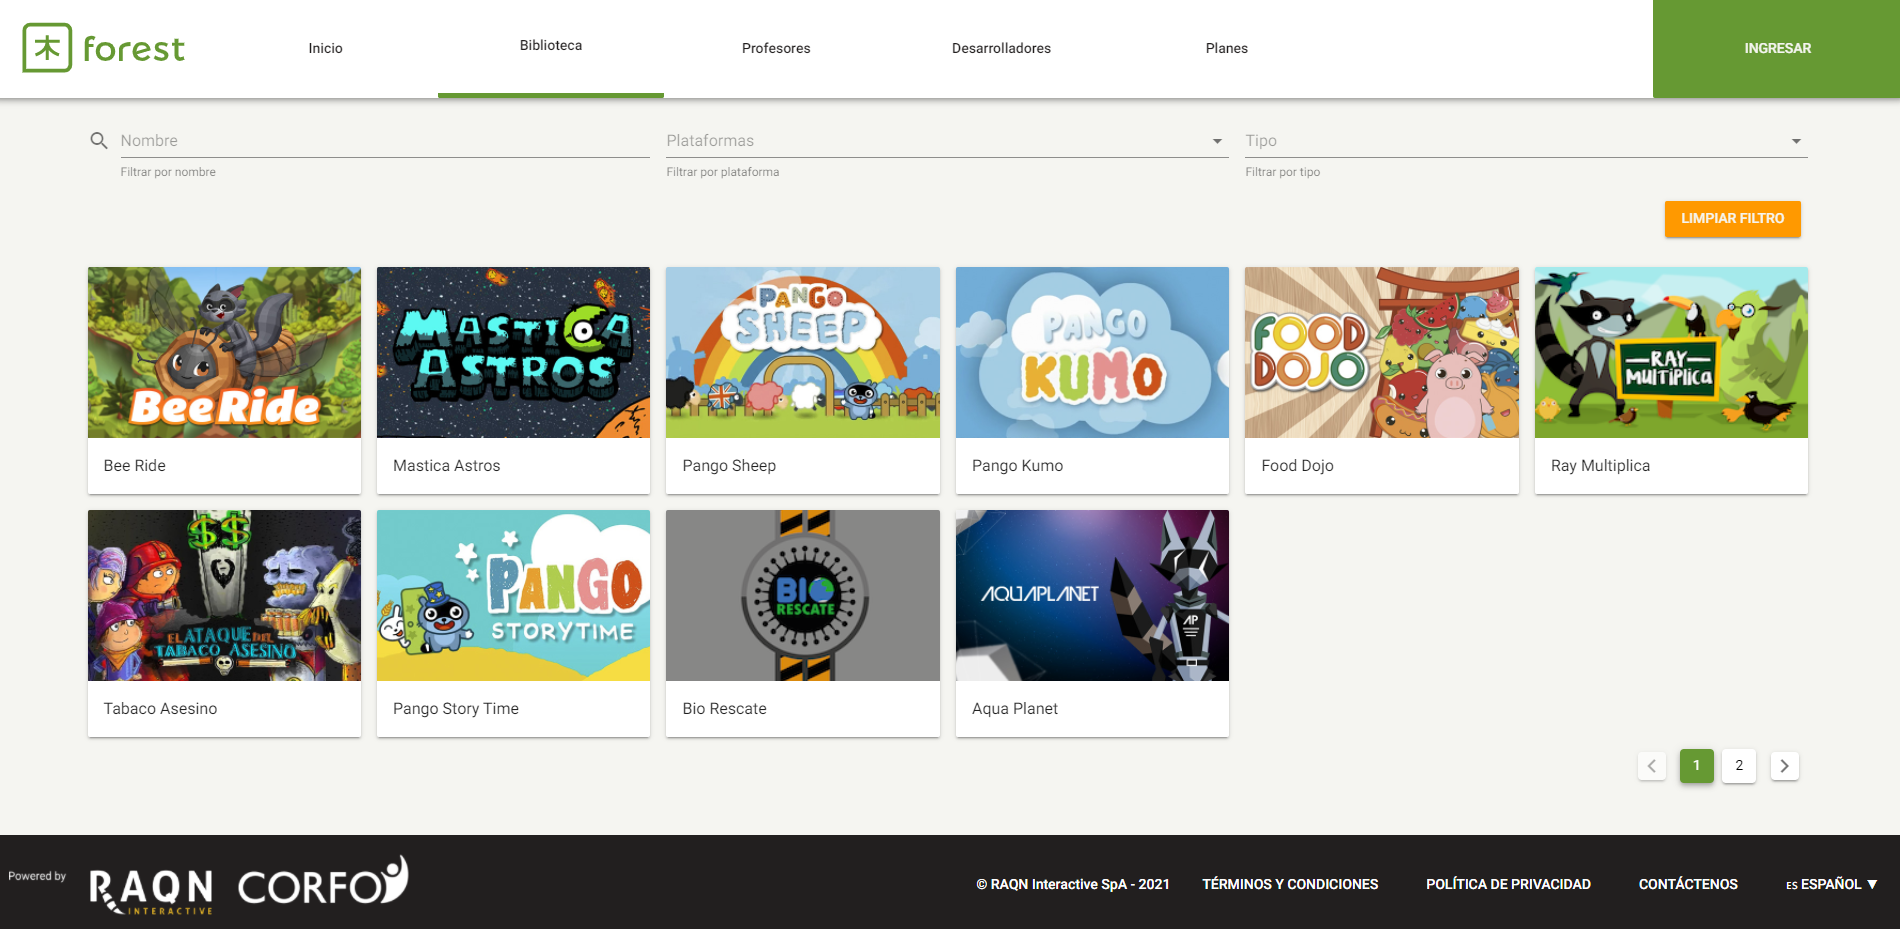 forest
Inicio
Biblioteca
Profesores
Desarrolladores
Planes
INGRESAR
Nombre
Filtrar por nombre
Plataformas
Filtrar por plataforma
Tipo
Filtrar por tipo
LIMPIAR FILTRO
Bee Ride
Bee Ride
MASTICA
ASTROS
Mastica Astros
PANGO
SHEEP
Pango Sheep
PANGO
KUMO
Pango Kumo
FOOD
DOJO
Food Dojo
RAY
MULTIPLICA
Ray Multiplica
$$
EL ATAQUE DEL
TABACO ASESINO
Tabaco Asesino
PANGO
STORYTIME
Pango Story Time
BIO
RESCATE
Bio Rescate
AQUAPLANET
AP
Aqua Planet
1
2
Powered by
RAQN
INTERACTIVE
CORFO
© RAQN Interactive SpA - 2021
TÉRMINOS Y CONDICIONES
POLÍTICA DE PRIVACIDAD
CONTÁCTENOS
ES ESPAÑOL ▼